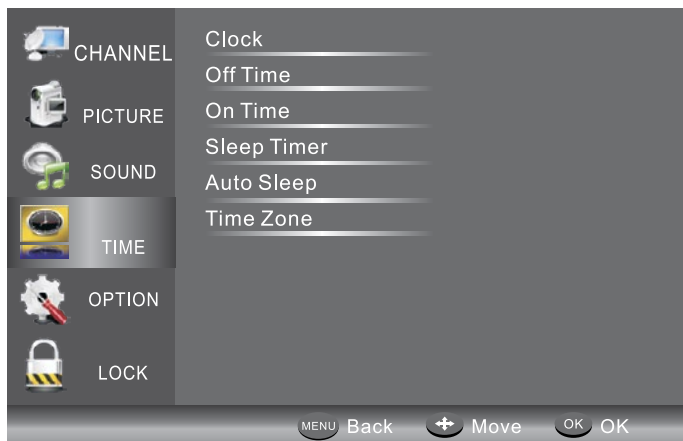 CHANNEL
PICTURE
SOUND
TIME
OPTION
LOCK
Clock
Off Time
On Time
Sleep Timer
Auto Sleep
Time Zone
MENU Back Move OK OK